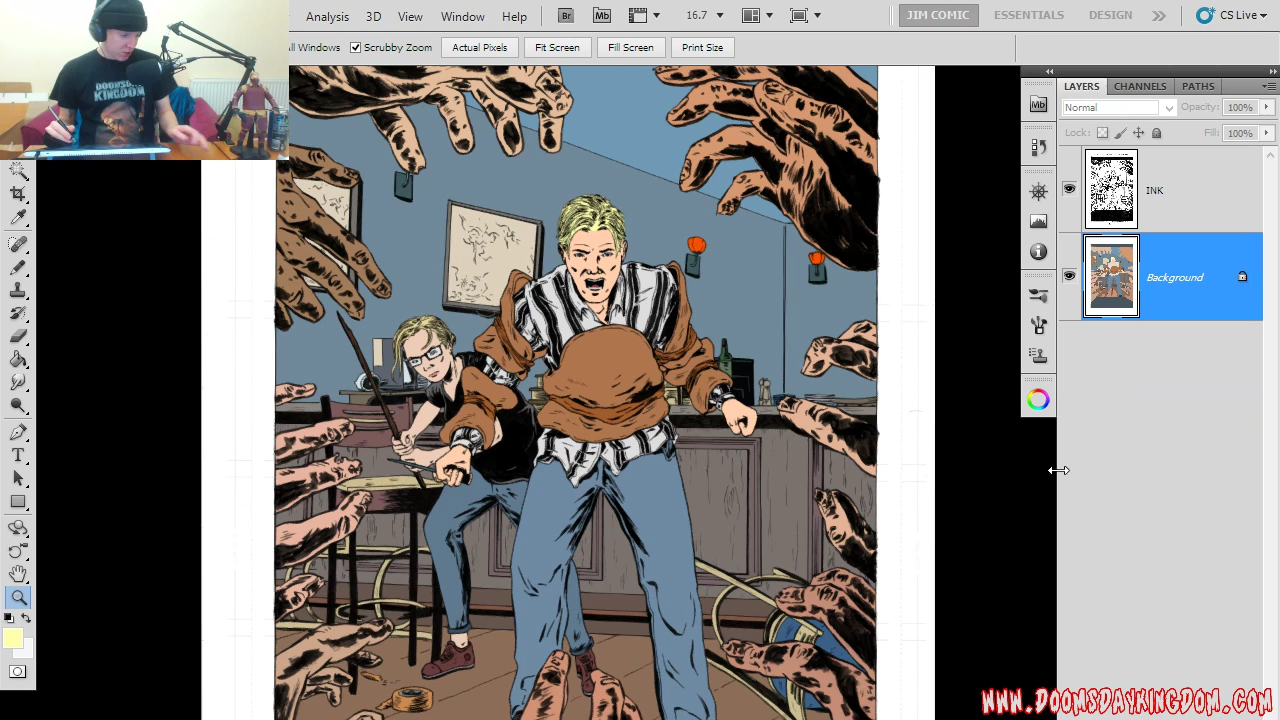 Analysis 3D View Window Help Br Mb 16.7 JIM COMIC ESSENTIALS DESIGN CS Live
All Windows Scrubby Zoom Actual Pixels Fit Screen Fill Screen Print Size
DOOMSDAY
KINGDOM
LAYERS CHANNELS PATHS
Mb
Normal Opacity: 100%
Lock: Fill: 100%
INK
Background
T
www.DOOMSDAYKINGDOM.COM